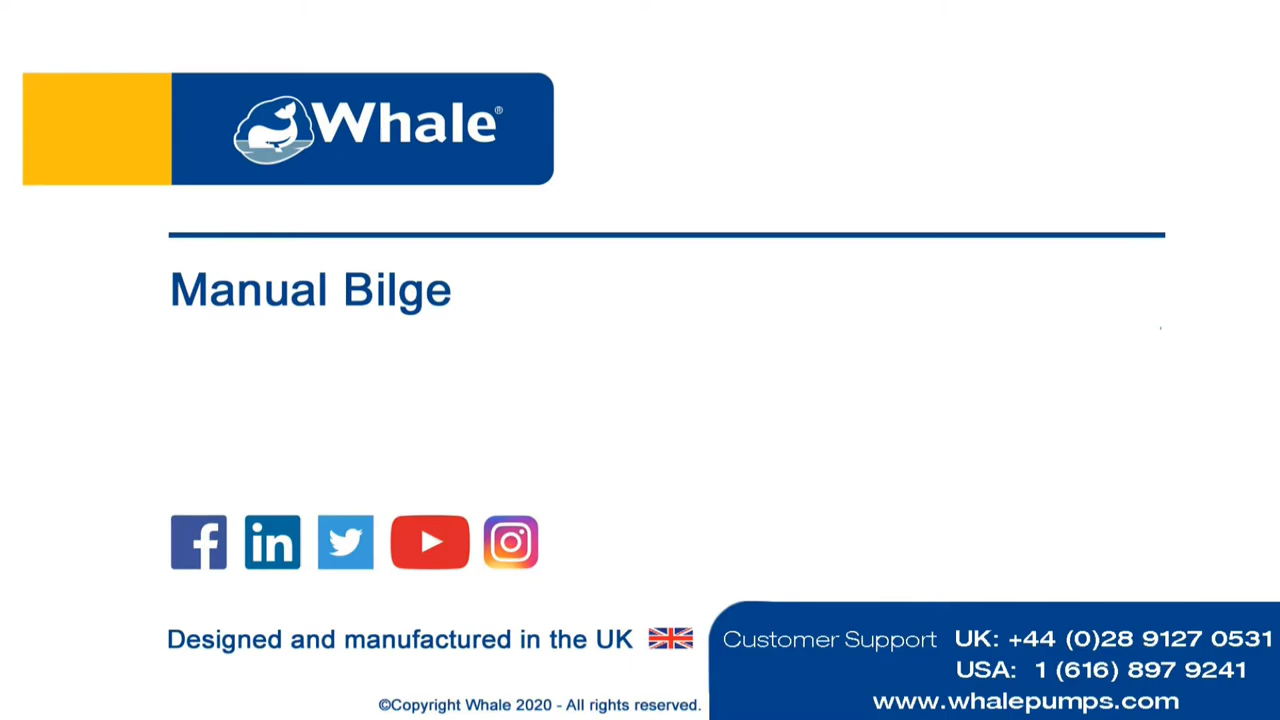 Whale®
Manual Bilge
Designed and manufactured in the UK
Customer Support UK: +44 (0)28 9127 0531
USA: 1 (616) 897 9241
www.whalepumps.com
©Copyright Whale 2020 - All rights reserved.